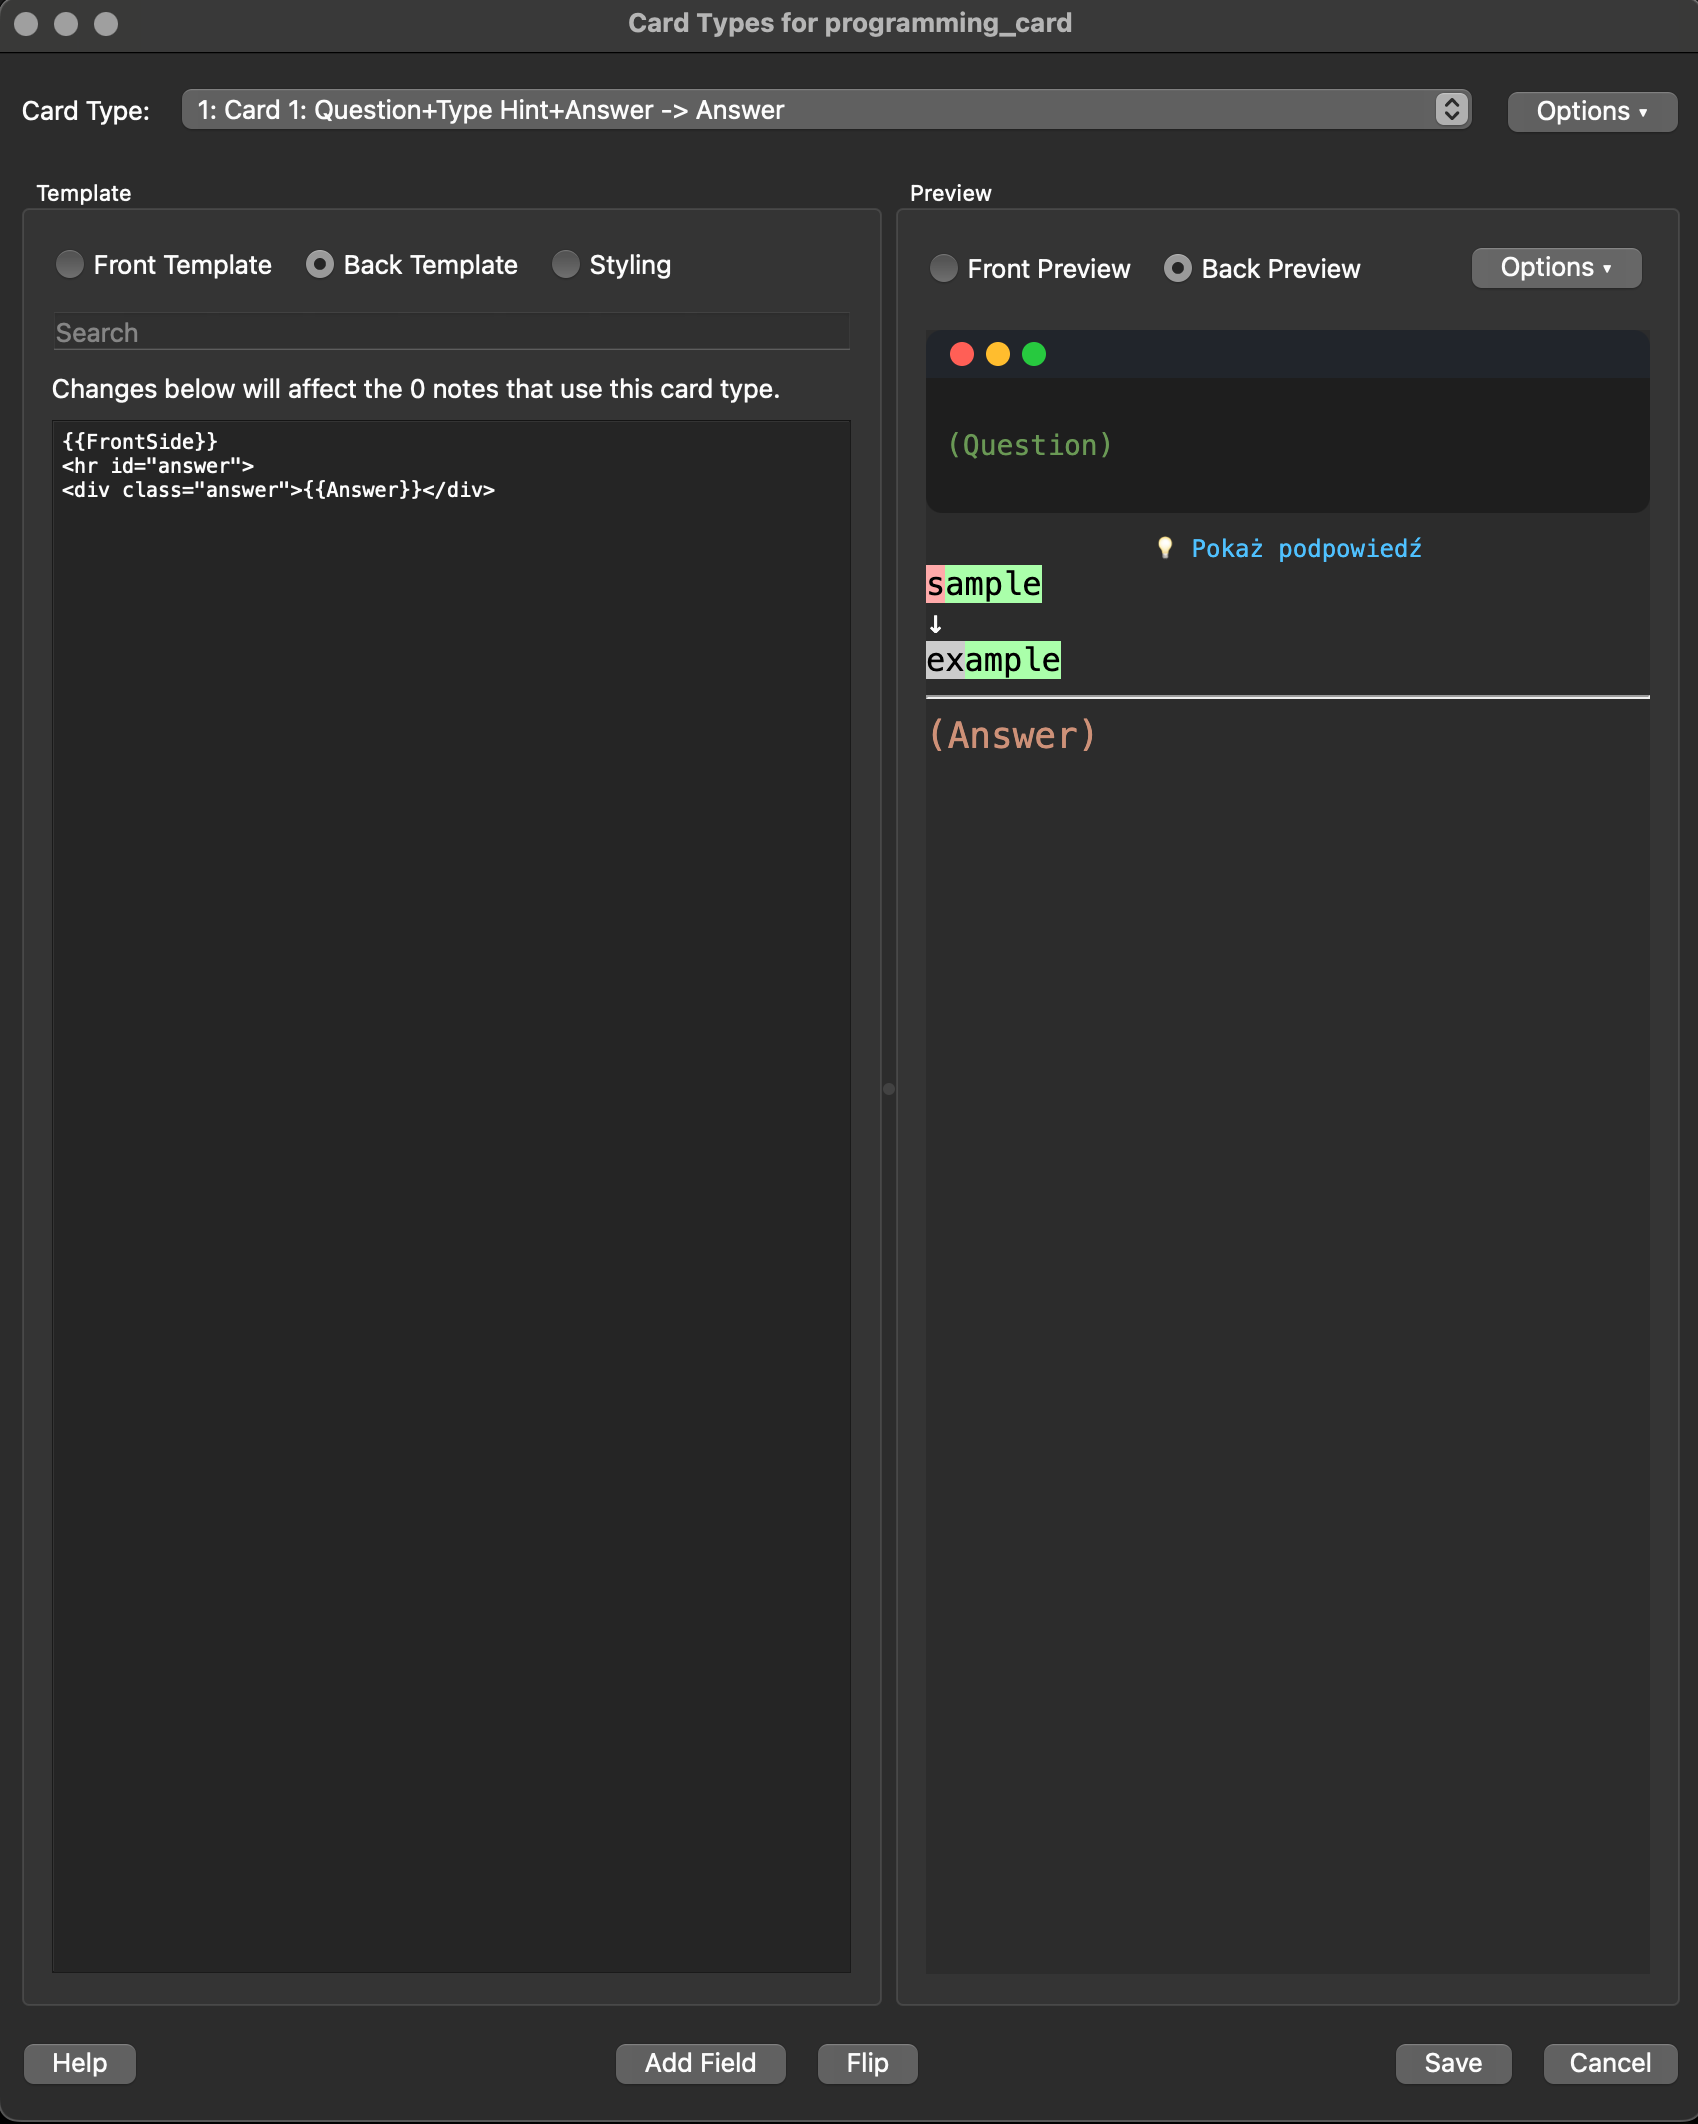 Card Types for programming_card
Card Type:
1: Card 1: Question+Type Hint+Answer -> Answer
Options ▾
Template
Front Template
Back Template
Styling
Search
Changes below will affect the 0 notes that use this card type.
{{FrontSide}}
<hr id="answer">
<div class="answer">{{Answer}}</div>
Preview
Front Preview
Back Preview
Options ▾
(Question)
💡 Pokaż podpowiedź
sample
↓
example
(Answer)
Help
Add Field
Flip
Save
Cancel